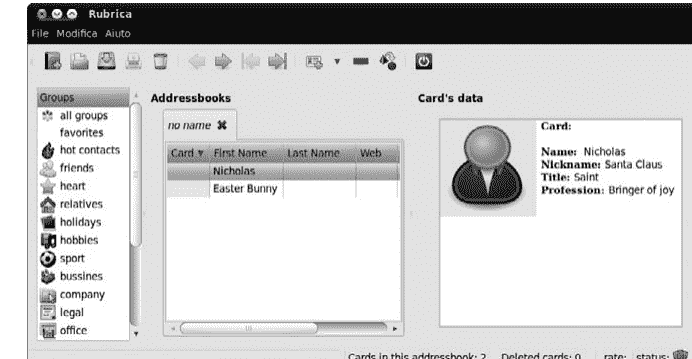 Rubrica
File Modifica Aiuto
Groups
all groups
favorites
hot contacts
friends
heart
relatives
holidays
hobbies
sport
bussines
company
legal
office
Addressbooks
no name
Card First Name Last Name Web
Nicholas
Easter Bunny
Card's data
Card:
Name: Nicholas
Nickname: Santa Claus
Title: Saint
Profession: Bringer of joy
Cards in this addressbook: 2 Deleted cards: 0 rate: status: